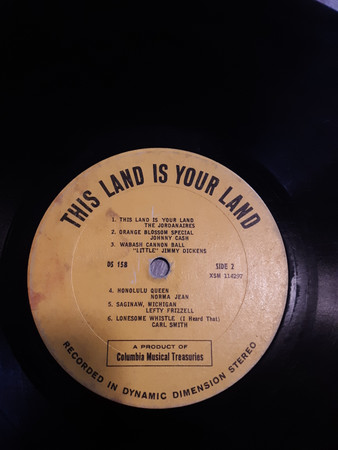 THIS LAND IS YOUR LAND
1. THIS LAND IS YOUR LAND
THE JORDANAIRES
2. ORANGE BLOSSOM SPECIAL
JOHNNY CASH
3. WABASH CANNON BALL
"LITTLE" JIMMY DICKENS
DS 158
SIDE 2
XSM 114297
4. HONOLULU QUEEN
NORMA JEAN
5. SAGINAW, MICHIGAN
LEFTY FRIZZELL
6. LONESOME WHISTLE (I Heard That)
CARL SMITH
A PRODUCT OF
Columbia Musical Treasuries
RECORDED IN DYNAMIC DIMENSION STEREO